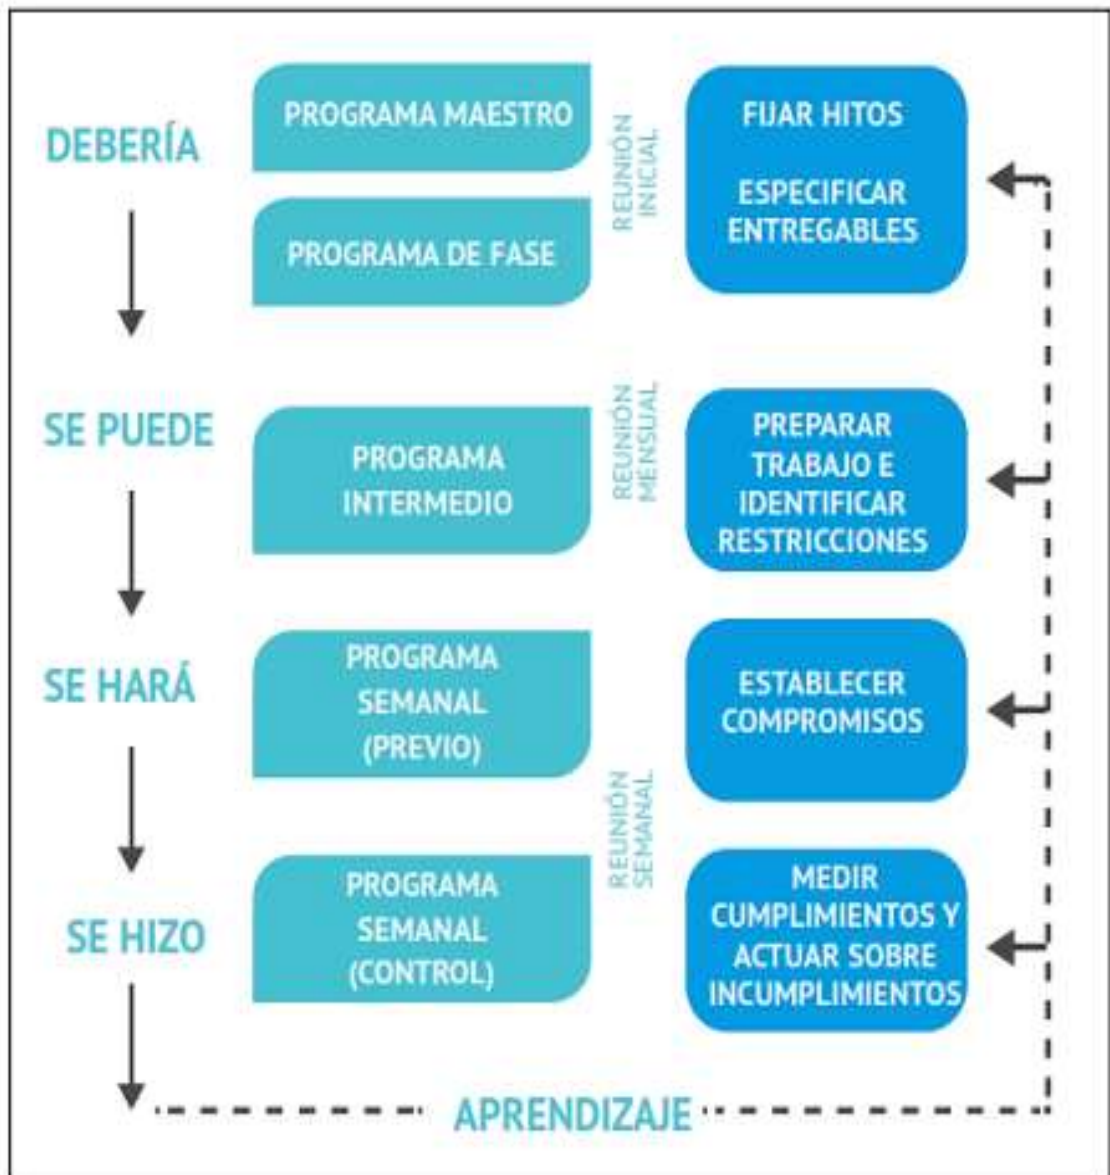 DEBERÍA
PROGRAMA MAESTRO
PROGRAMA DE FASE
REUNIÓN
INICIAL
FIJAR HITOS
ESPECIFICAR
ENTREGABLES
SE PUEDE
PROGRAMA
INTERMEDIO
REUNIÓN
MENSUAL
PREPARAR
TRABAJO E
IDENTIFICAR
RESTRICCIONES
SE HARÁ
PROGRAMA
SEMANAL
(PREVIO)
ESTABLECER
COMPROMISOS
REUNIÓN
SEMANAL
SE HIZO
PROGRAMA
SEMANAL
(CONTROL)
MEDIR
CUMPLIMIENTOS Y
ACTUAR SOBRE
INCUMPLIMIENTOS
APRENDIZAJE